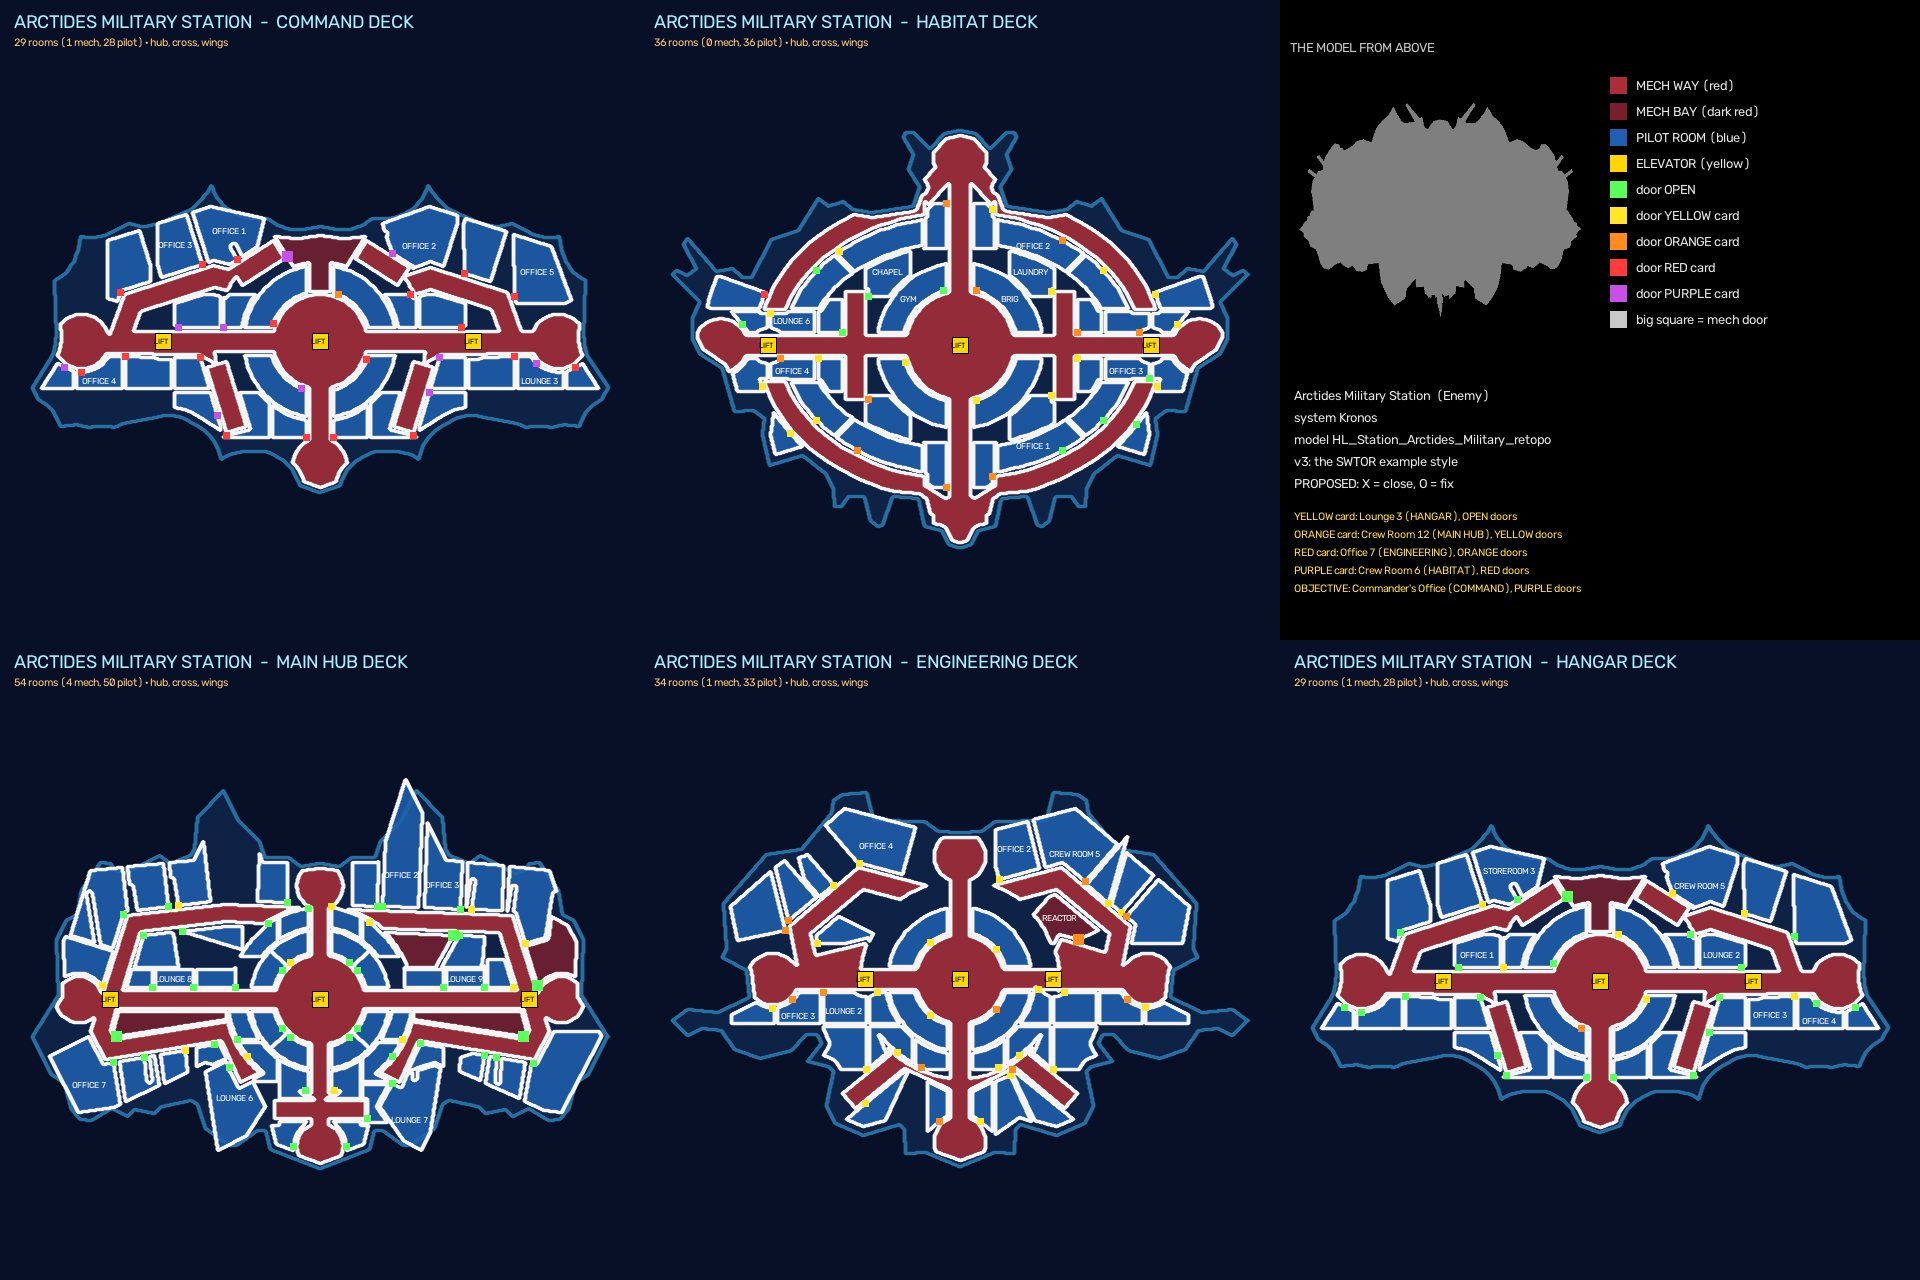 ARCTIDES MILITARY STATION - COMMAND DECK
29 rooms (1 mech, 28 pilot) • hub, cross, wings
OFFICE 1
OFFICE 3
OFFICE 2
OFFICE 5
LIFT
LIFT
LIFT
OFFICE 4
LOUNGE 3
ARCTIDES MILITARY STATION - HABITAT DECK
36 rooms (0 mech, 36 pilot) • hub, cross, wings
OFFICE 2
CHAPEL
LAUNDRY
GYM
BRIG
LOUNGE 6
LIFT
LIFT
LIFT
OFFICE 4
OFFICE 3
OFFICE 1
THE MODEL FROM ABOVE
MECH WAY (red)
MECH BAY (dark red)
PILOT ROOM (blue)
ELEVATOR (yellow)
door OPEN
door YELLOW card
door ORANGE card
door RED card
door PURPLE card
big square = mech door
Arctides Military Station (Enemy)
system Kronos
model HL_Station_Arctides_Military_retopo
v3: the SWTOR example style
PROPOSED: X = close, O = fix
YELLOW card: Lounge 3 (HANGAR), OPEN doors
ORANGE card: Crew Room 12 (MAIN HUB), YELLOW doors
RED card: Office 7 (ENGINEERING), ORANGE doors
PURPLE card: Crew Room 6 (HABITAT), RED doors
OBJECTIVE: Commander's Office (COMMAND), PURPLE doors
ARCTIDES MILITARY STATION - MAIN HUB DECK
54 rooms (4 mech, 50 pilot) • hub, cross, wings
OFFICE 2
OFFICE 3
LOUNGE 8
LOUNGE 9
LIFT
LIFT
LIFT
OFFICE 7
LOUNGE 6
LOUNGE 7
ARCTIDES MILITARY STATION - ENGINEERING DECK
34 rooms (1 mech, 33 pilot) • hub, cross, wings
OFFICE 4
OFFICE 2
CREW ROOM 5
REACTOR
LIFT
LIFT
LIFT
OFFICE 3
LOUNGE 2
ARCTIDES MILITARY STATION - HANGAR DECK
29 rooms (1 mech, 28 pilot) • hub, cross, wings
STOREROOM 3
CREW ROOM 5
OFFICE 1
LOUNGE 2
LIFT
LIFT
LIFT
OFFICE 3
OFFICE 4